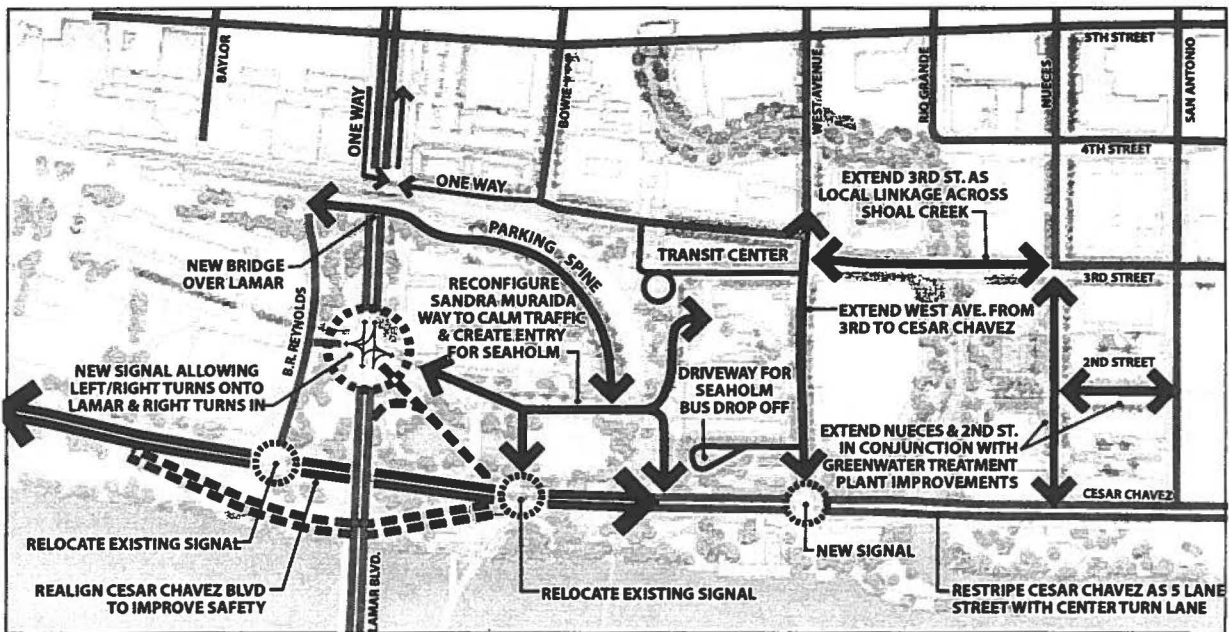 5TH STREET
BAYLOR
ONE WAY
BOWIE
WEST AVENUE
RIO GRANDE
NUECES
SAN ANTONIO
4TH STREET
ONE WAY
EXTEND 3RD ST. AS
LOCAL LINKAGE ACROSS
SHOAL CREEK
PARKING SPINE
TRANSIT CENTER
NEW BRIDGE
OVER LAMAR
3RD STREET
RECONFIGURE
SANDRA MURAIDA
WAY TO CALM TRAFFIC
& CREATE ENTRY
FOR SEAHOLM
EXTEND WEST AVE. FROM
3RD TO CESAR CHAVEZ
B.R. REYNOLDS
NEW SIGNAL ALLOWING
LEFT/RIGHT TURNS ONTO
LAMAR & RIGHT TURNS IN
DRIVEWAY FOR
SEAHOLM
BUS DROP OFF
2ND STREET
EXTEND NUECES & 2ND ST.
IN CONJUNCTION WITH
GREENWATER TREATMENT
PLANT IMPROVEMENTS
CESAR CHAVEZ
RELOCATE EXISTING SIGNAL
NEW SIGNAL
REALIGN CESAR CHAVEZ BLVD
TO IMPROVE SAFETY
LAMAR BLVD.
RELOCATE EXISTING SIGNAL
RESTRIPE CESAR CHAVEZ AS 5 LANE
STREET WITH CENTER TURN LANE